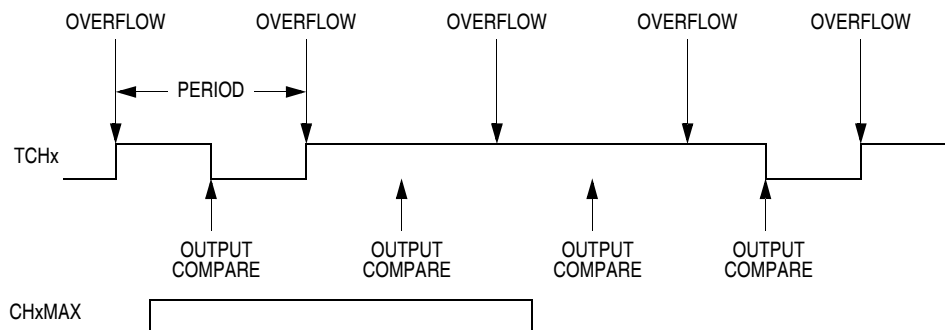 OVERFLOW OVERFLOW OVERFLOW OVERFLOW OVERFLOW
PERIOD
TCHx
OUTPUT COMPARE
OUTPUT COMPARE
OUTPUT COMPARE
OUTPUT COMPARE
CHxMAX